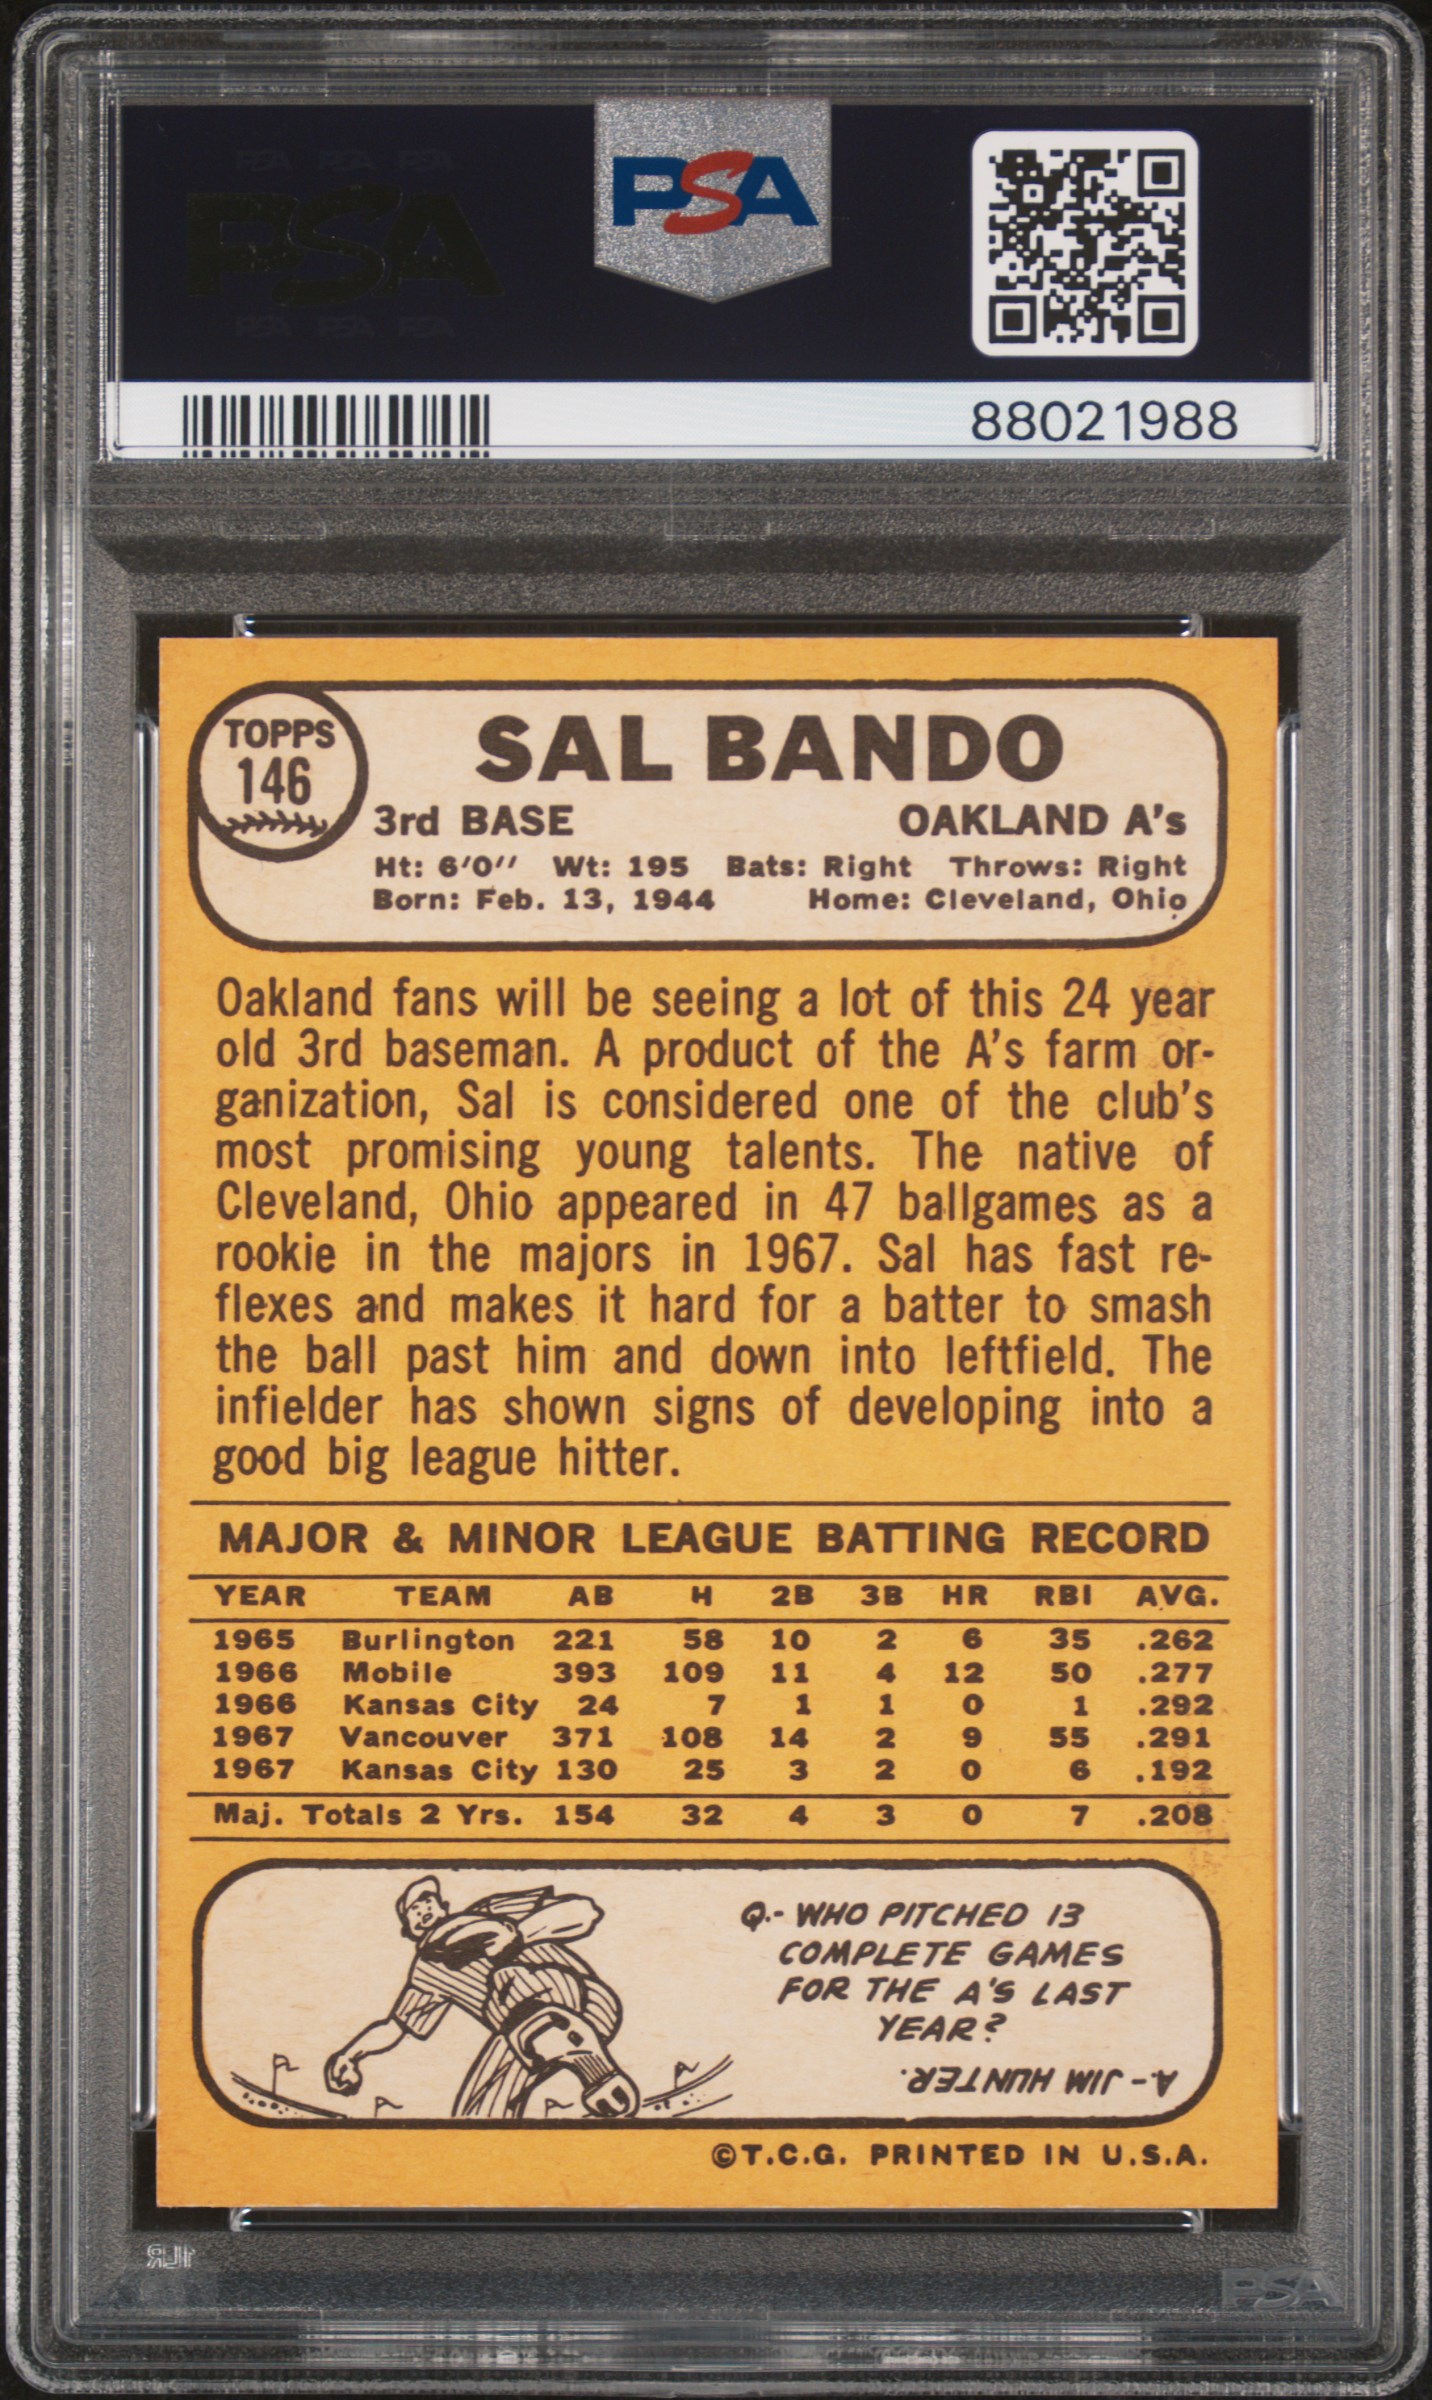 PSA PSA PSA
PSA
PSA PSA PSA
PSA
88021988
TOPPS
146
SAL BANDO
3rd BASE OAKLAND A's
Ht: 6'0'' Wt: 195 Bats: Right Throws: Right
Born: Feb. 13, 1944 Home: Cleveland, Ohio
Oakland fans will be seeing a lot of this 24 year
old 3rd baseman. A product of the A's farm or-
ganization, Sal is considered one of the club's
most promising young talents. The native of
Cleveland, Ohio appeared in 47 ballgames as a
rookie in the majors in 1967. Sal has fast re-
flexes and makes it hard for a batter to smash
the ball past him and down into leftfield. The
infielder has shown signs of developing into a
good big league hitter.
MAJOR & MINOR LEAGUE BATTING RECORD
YEAR TEAM AB H 2B 3B HR RBI AVG.
1965 Burlington 221 58 10 2 6 35 .262
1966 Mobile 393 109 11 4 12 50 .277
1966 Kansas City 24 7 1 1 0 1 .292
1967 Vancouver 371 108 14 2 9 55 .291
1967 Kansas City 130 25 3 2 0 6 .192
Maj. Totals 2 Yrs. 154 32 4 3 0 7 .208
Q.- WHO PITCHED 13
COMPLETE GAMES
FOR THE A'S LAST
YEAR?
A.- JIM HUNTER.
©T.C.G. PRINTED IN U.S.A.
PSA